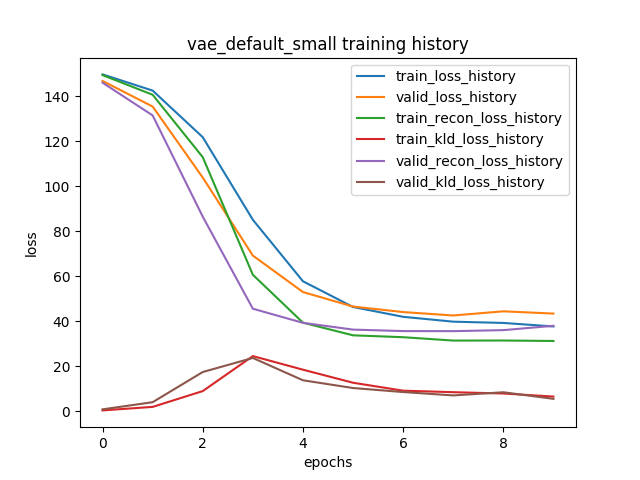 vae_default_small training history
train_loss_history
valid_loss_history
train_recon_loss_history
train_kld_loss_history
valid_recon_loss_history
valid_kld_loss_history
loss
140
120
100
80
60
40
20
0
0 2 4 6 8
epochs